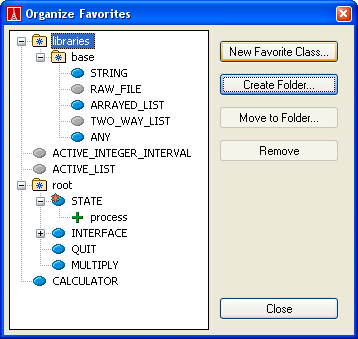 Organize Favorites
libraries
base
STRING
RAW_FILE
ARRAYED_LIST
TWO_WAY_LIST
ANY
ACTIVE_INTEGER_INTERVAL
ACTIVE_LIST
root
STATE
process
INTERFACE
QUIT
MULTIPLY
CALCULATOR
New Favorite Class...
Create Folder...
Move to Folder...
Remove
Close